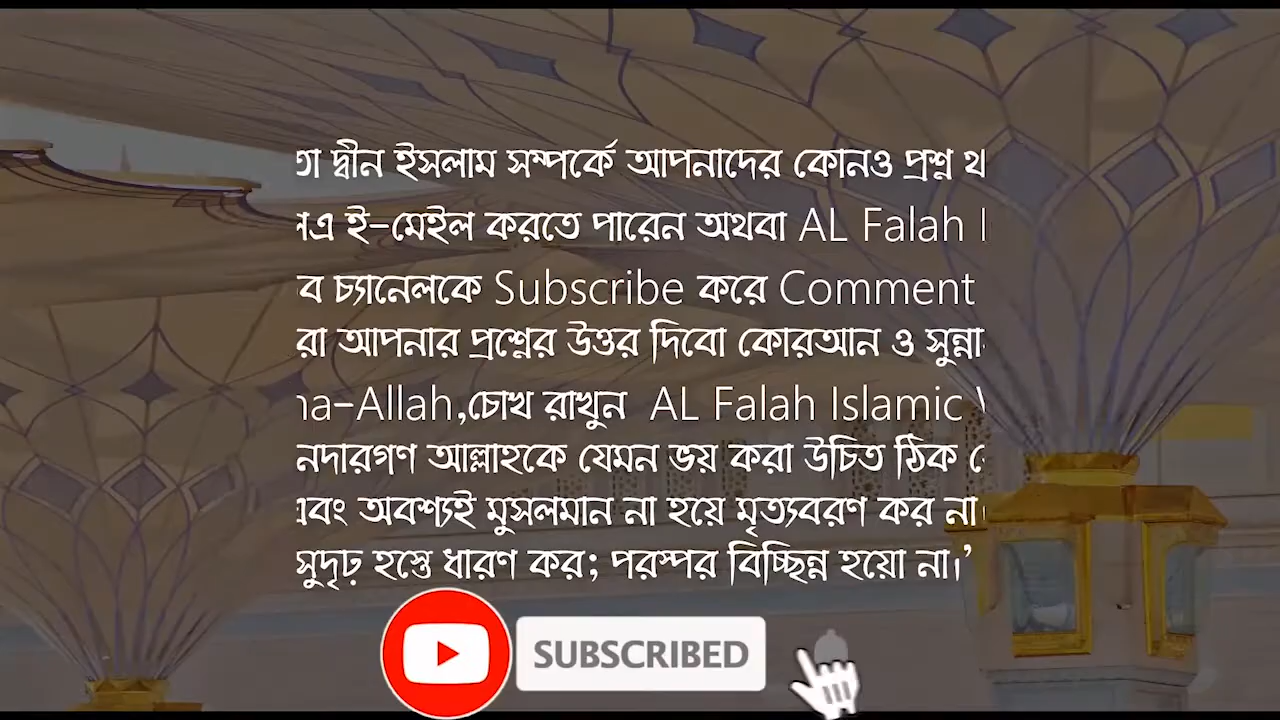 দ্বীন ইসলাম সম্পর্কে আপনাদের কোনও প্রশ্ন
ই-মেইল করতে পারেন অথবা AL Falah
চ্যানেলকে Subscribe করে Comment
আপনার প্রশ্নের উত্তর দিবো কোরআন ও
চোখ রাখুন AL Falah Islamic
আল্লাহকে যেমন ভয় করা উচিত ঠিক
অবশ্যই মুসলমান না হয়ে মৃত্যবরণ কর না।
সুদৃঢ় হস্তে ধারণ কর; পরস্পর বিচ্ছিন্ন হয়ো না।’
SUBSCRIBED